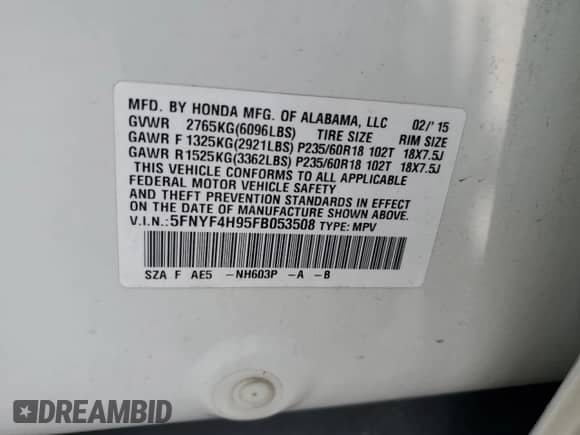 MFD. BY HONDA MFG. OF ALABAMA, LLC 02/'15
GVWR 2765KG(6096LBS) TIRE SIZE RIM SIZE
GAWR F 1325KG(2921LBS) P235/60R18 102T 18X7.5J
GAWR R 1525KG(3362LBS) P235/60R18 102T 18X7.5J
THIS VEHICLE CONFORMS TO ALL APPLICABLE
FEDERAL MOTOR VEHICLE SAFETY
AND THEFT PREVENTION STANDARDS IN EFFECT
ON THE DATE OF MANUFACTURE SHOWN ABOVE.
V.I.N.: 5FNYF4H95FB053508 TYPE: MPV
SZA F AE5 -NH603P -A -B
DREAMBID